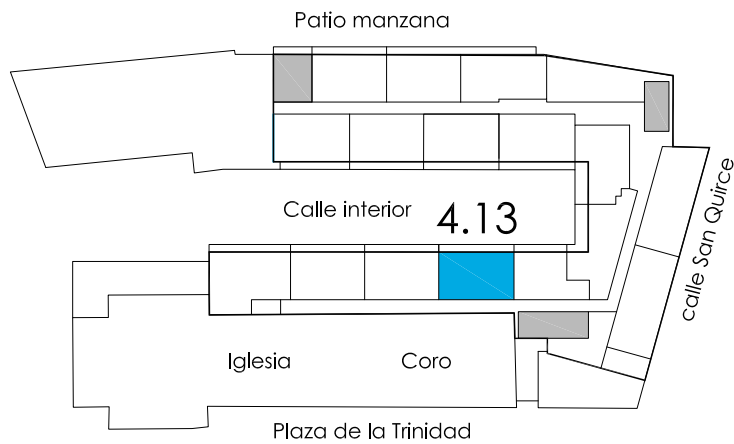 Patio manzana
Calle interior
4.13
calle San Quirce
Iglesia
Coro
Plaza de la Trinidad